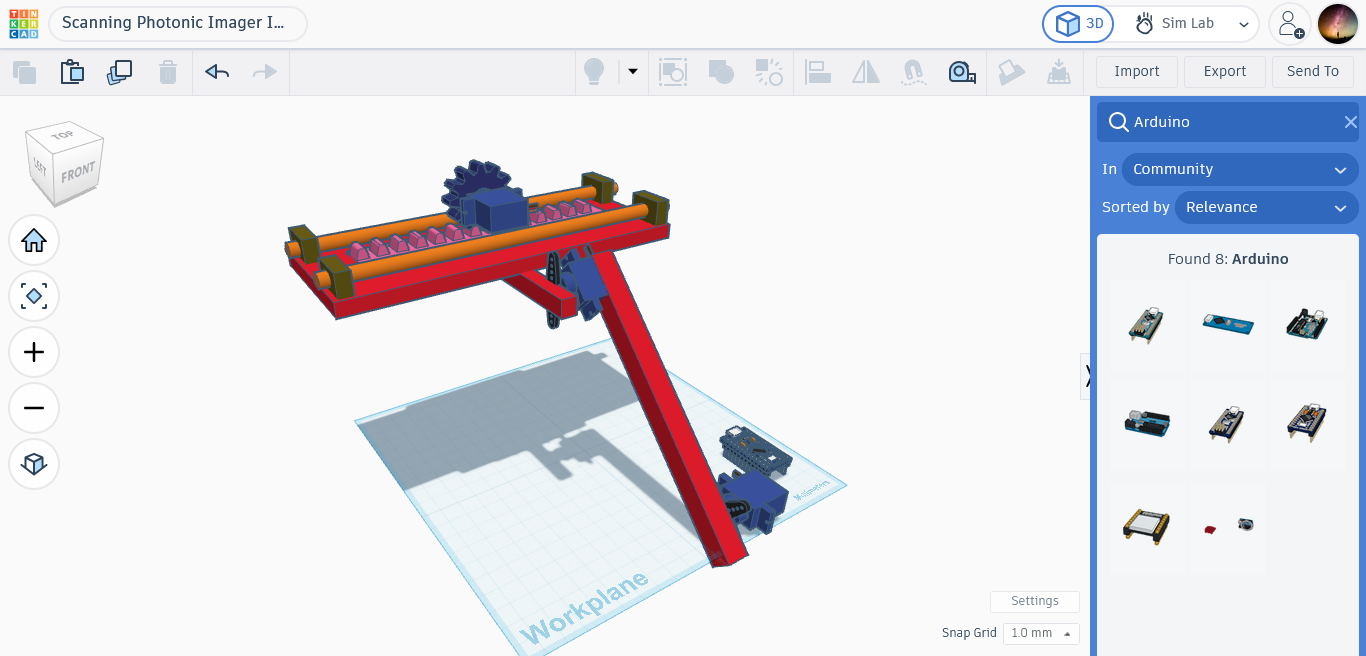 TIN
KER
CAD
Scanning Photonic Imager I...
3D
Sim Lab
Import
Export
Send To
Arduino
In
Community
Sorted by
Relevance
Found 8: Arduino
TOP
LEFT
FRONT
Millimeters
Workplane
Settings
Snap Grid
1.0 mm